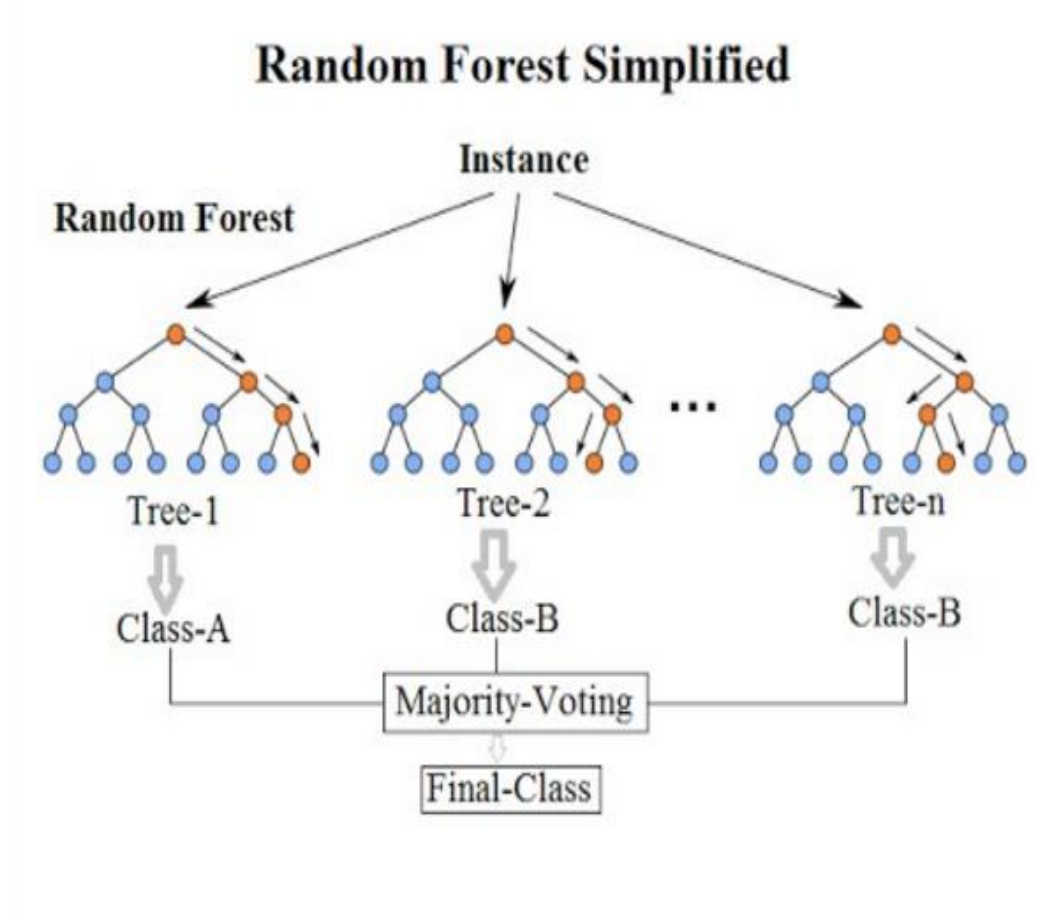 Random Forest Simplified
Instance
Random Forest
...
Tree-1
Tree-2
Tree-n
Class-A
Class-B
Class-B
Majority-Voting
Final-Class